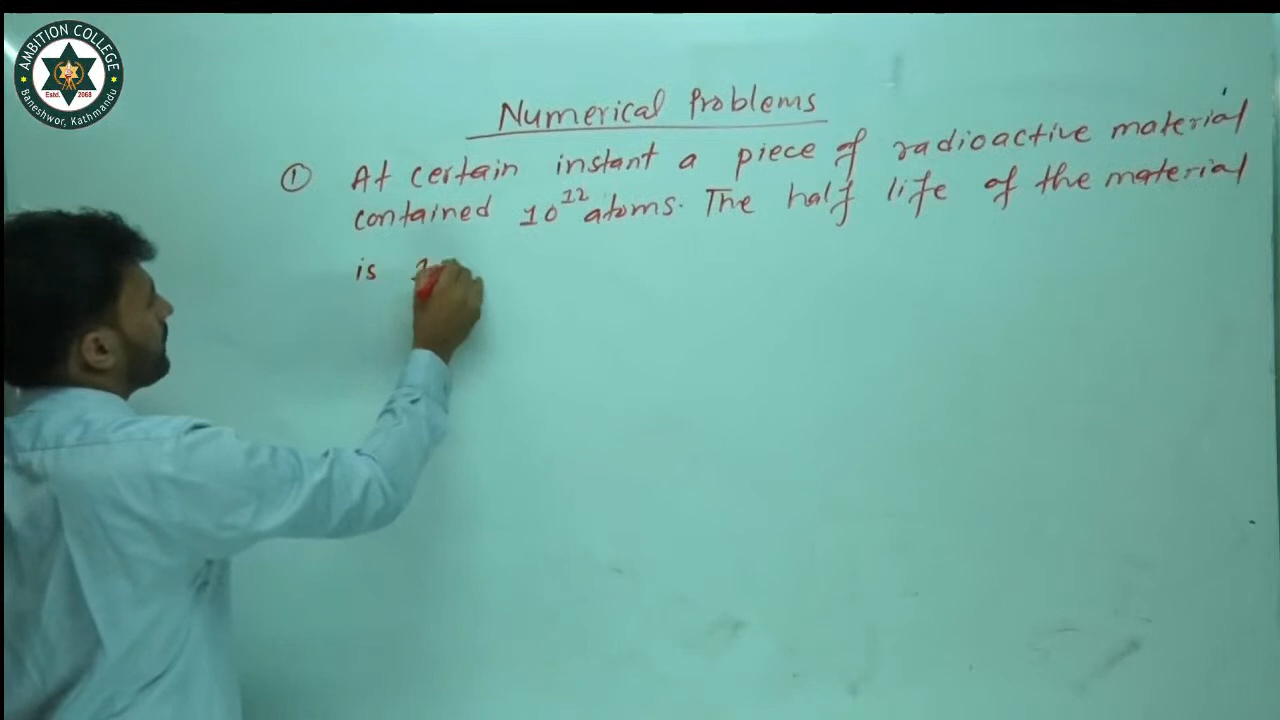 AMBITION COLLEGE
Estd. 2068
Baneshwor, Kathmandu
Numerical Problems
① At certain instant a piece of radioactive material
contained 10¹² atoms. The half life of the material
is